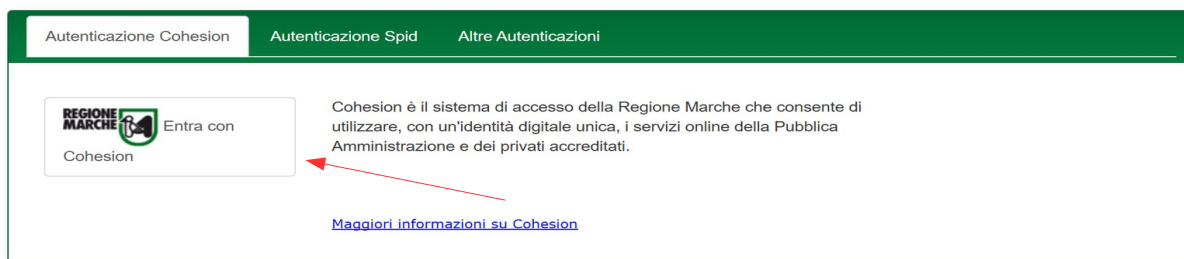 Autenticazione Cohesion Autenticazione Spid Altre Autenticazioni
REGIONE
MARCHE Entra con
Cohesion
Cohesion è il sistema di accesso della Regione Marche che consente di
utilizzare, con un'identità digitale unica, i servizi online della Pubblica
Amministrazione e dei privati accreditati.
Maggiori informazioni su Cohesion